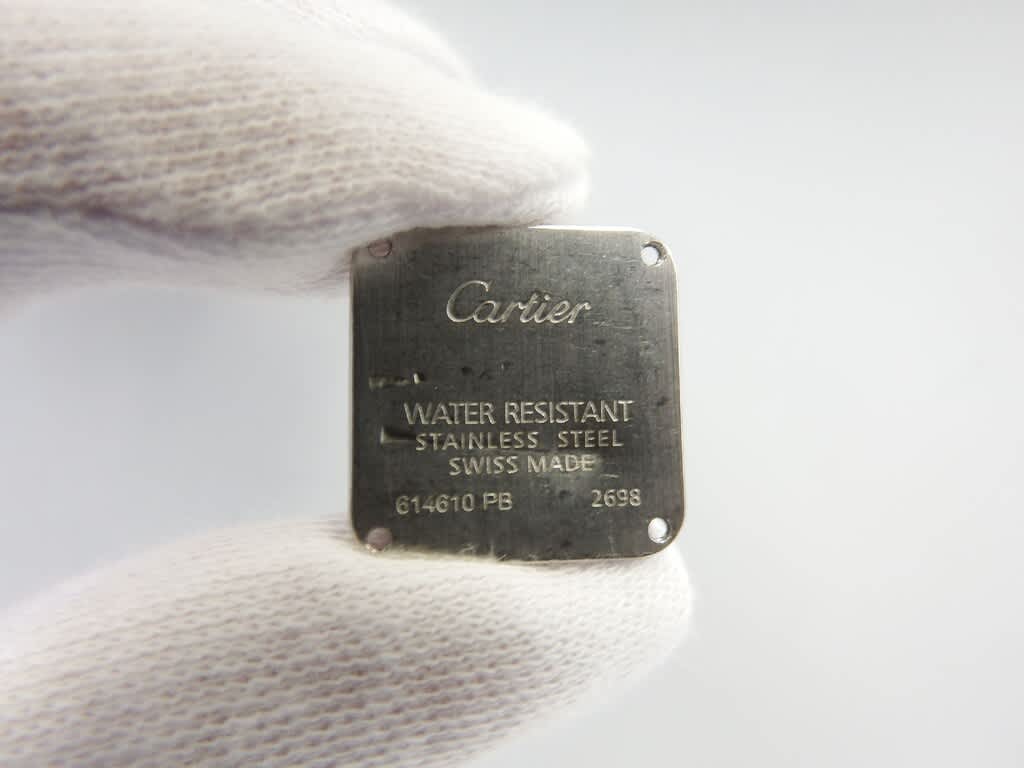 Cartier
WATER RESISTANT
STAINLESS STEEL
SWISS MADE
614610 PB 2698